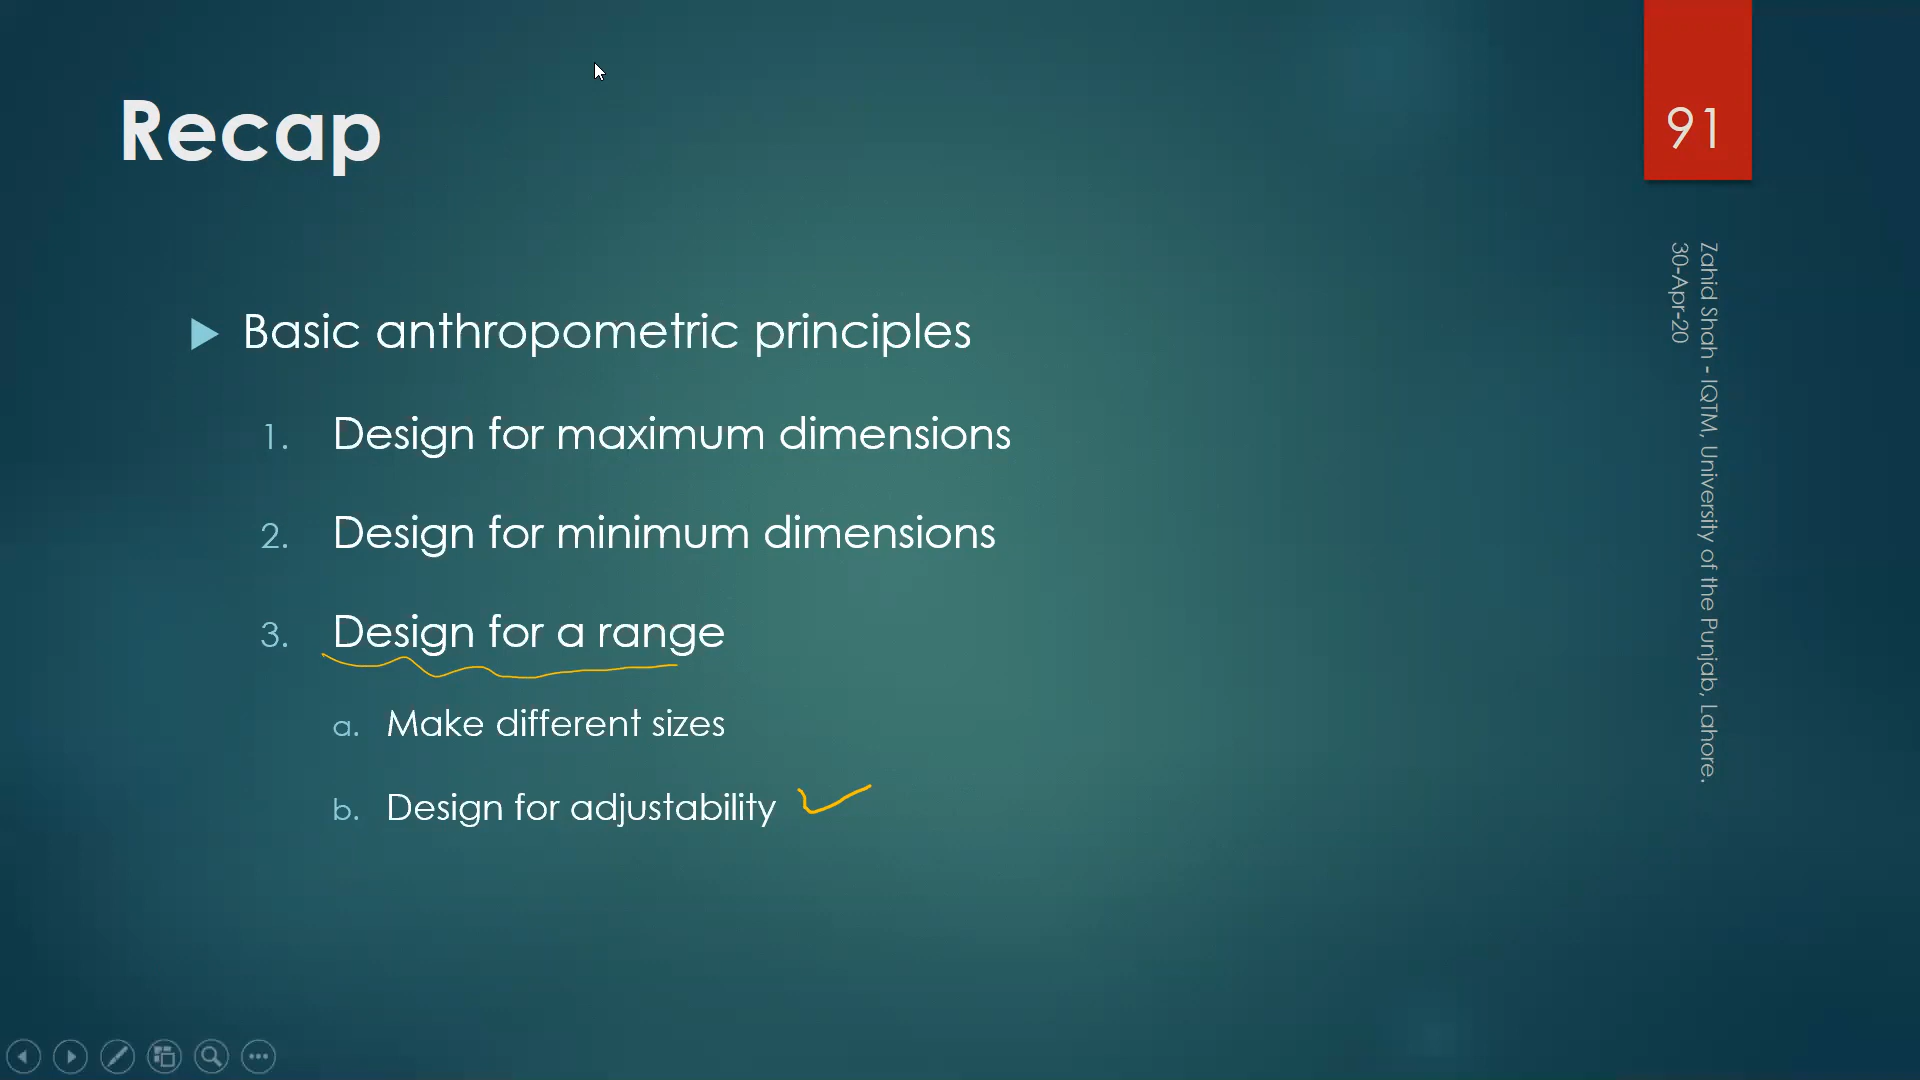 Recap
91
Zahid Shah - IQTM, University of the Punjab, Lahore.
30-Apr-20
Basic anthropometric principles
1. Design for maximum dimensions
2. Design for minimum dimensions
3. Design for a range
a. Make different sizes
b. Design for adjustability